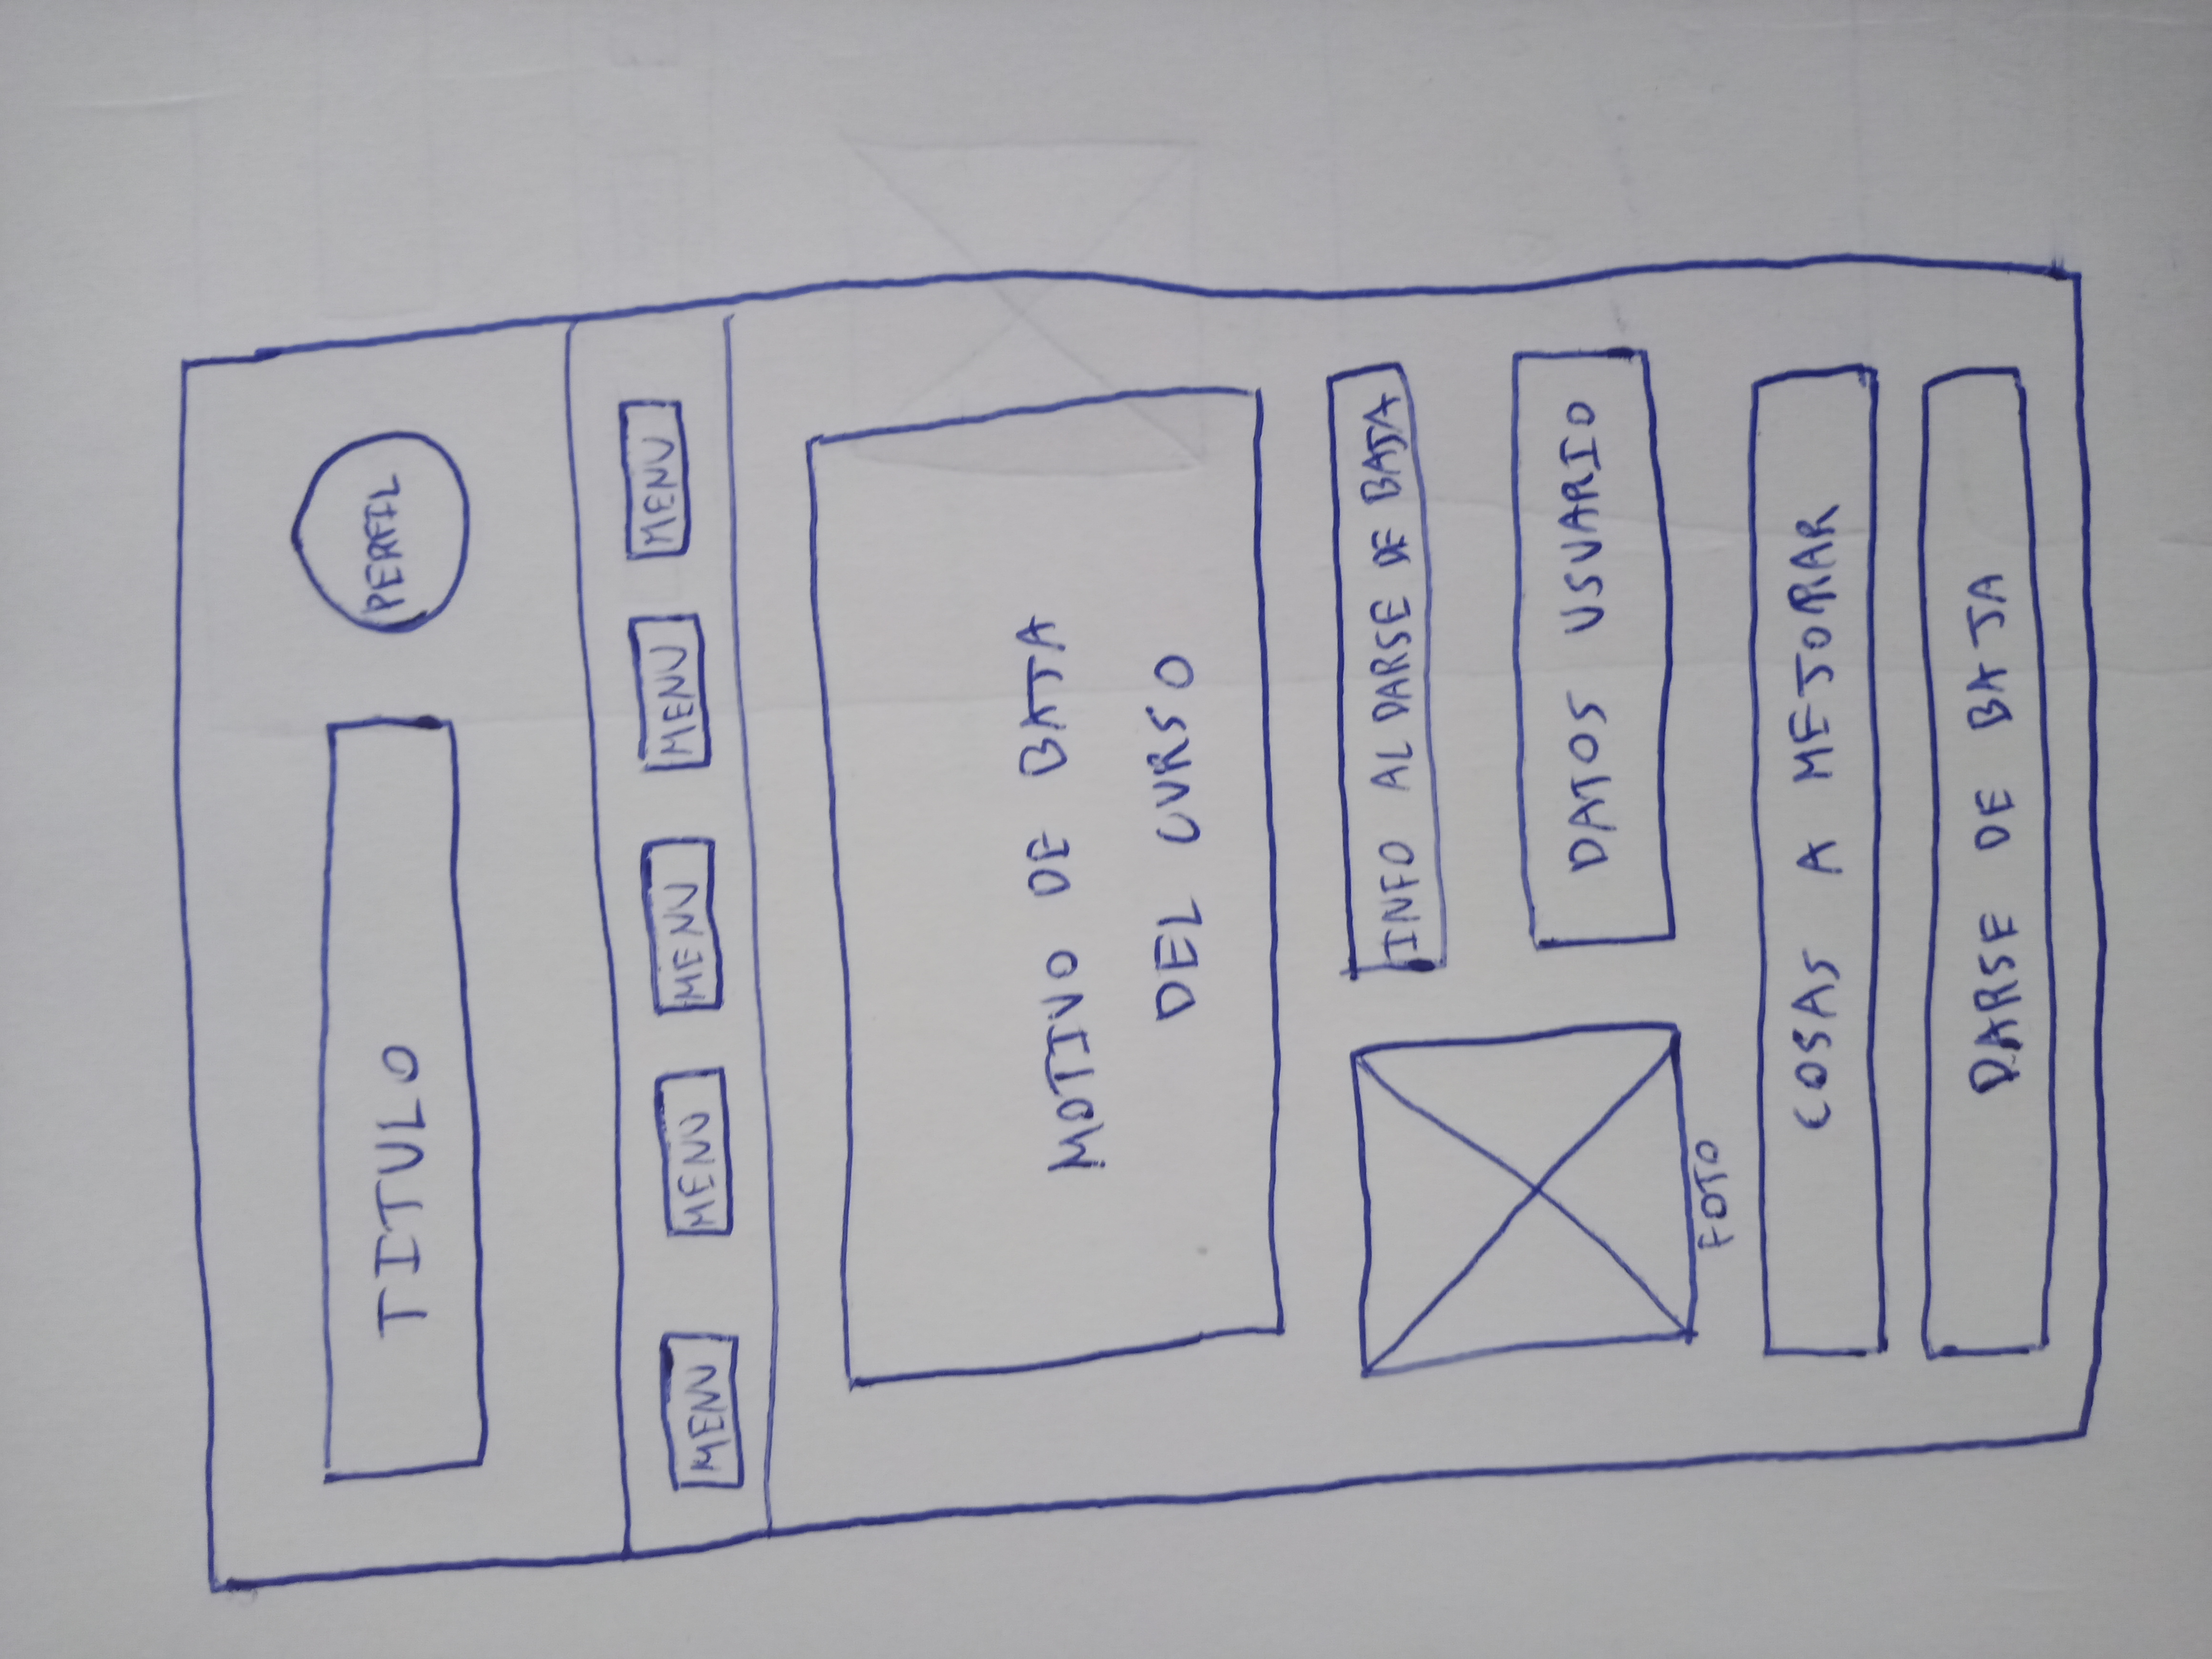 TITULO
PERFIL
MENU
MENU
MENU
MENU
MENU
MOTIVO DE BAJA
DEL CURSO
INFO AL DARSE DE BAJA
DATOS USUARIO
FOTO
COSAS A MEJORAR
DARSE DE BAJA